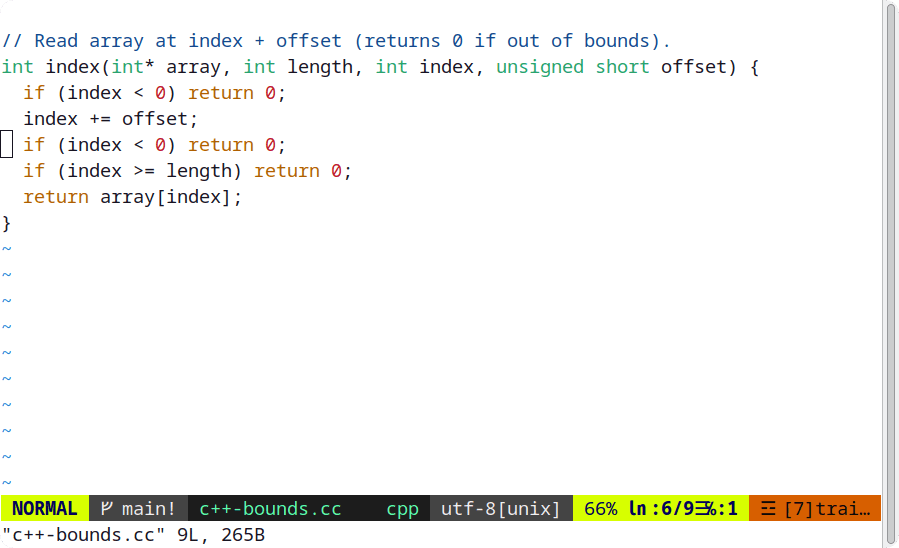 // Read array at index + offset (returns 0 if out of bounds).
int index(int* array, int length, int index, unsigned short offset) {
  if (index < 0) return 0;
  index += offset;
  if (index < 0) return 0;
  if (index >= length) return 0;
  return array[index];
}
~
~
~
~
~
~
~
~
~
~
NORMAL main! c++-bounds.cc cpp utf-8[unix] 66% ln:6/9☰℅:1 ☲ [7]trai…
"c++-bounds.cc" 9L, 265B